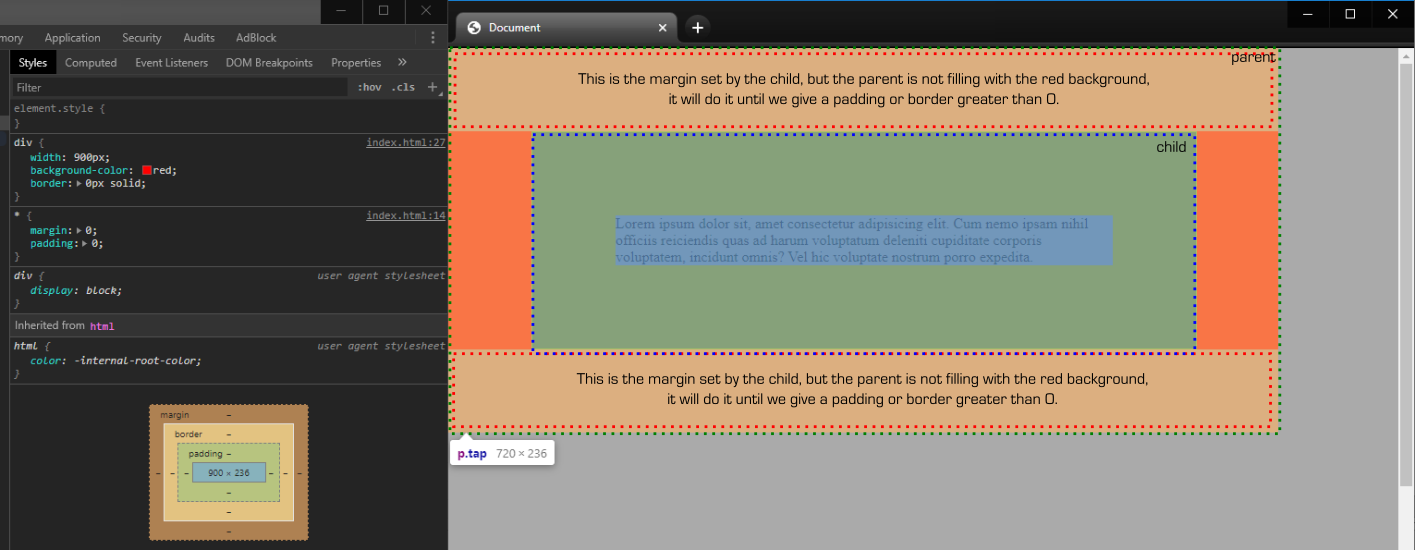 mory Application Security Audits AdBlock
Styles Computed Event Listeners DOM Breakpoints Properties »
Filter :hov .cls +
element.style {
}
div { index.html:27
width: 900px;
background-color: red;
border: 0px solid;
}
* { index.html:14
margin: 0;
padding: 0;
}
div { user agent stylesheet
display: block;
}
Inherited from html
html { user agent stylesheet
color: -internal-root-color;
}
margin –
border –
padding –
– – – 900 × 236 – – –
–
–
–
Document
parent
This is the margin set by the child, but the parent is not filling with the red background,
it will do it until we give a padding or border greater than 0.
child
Lorem ipsum dolor sit, amet consectetur adipisicing elit. Cum nemo ipsam nihil
officiis reiciendis quas ad harum voluptatum deleniti cupiditate corporis
voluptatem, incidunt omnis? Vel hic voluptate nostrum porro expedita.
This is the margin set by the child, but the parent is not filling with the red background,
it will do it until we give a padding or border greater than 0.
p.tap 720 × 236